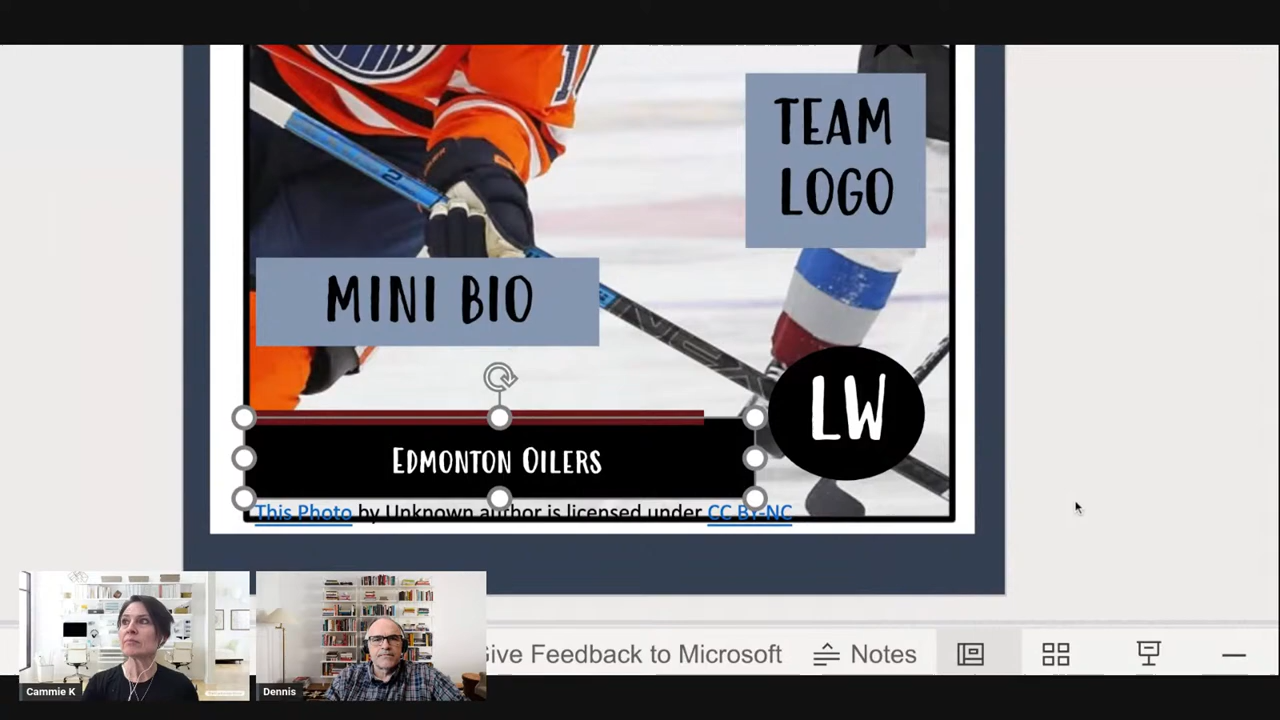 TEAM
LOGO
MINI BIO
LW
Edmonton Oilers
This Photo by Unknown author is licensed under CC BY-NC
Give Feedback to Microsoft
Notes
Cammie K
Dennis